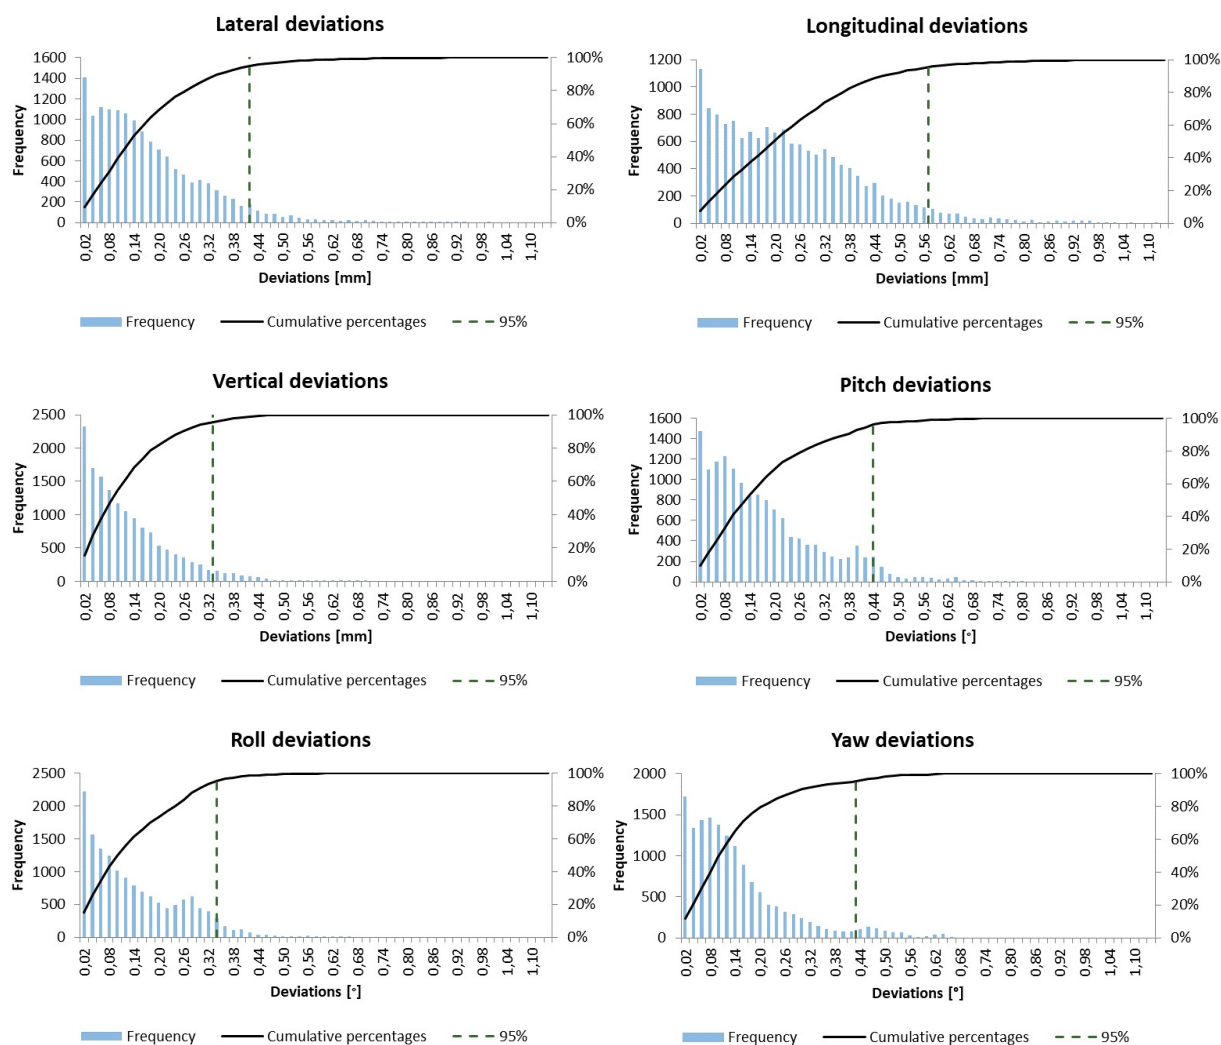 Lateral deviations
1600
1400
1200
1000
800
600
400
200
0
Frequency
100%
80%
60%
40%
20%
0%
0,02 0,08 0,14 0,20 0,26 0,32 0,38 0,44 0,50 0,56 0,62 0,68 0,74 0,80 0,86 0,92 0,98 1,04 1,10
Deviations [mm]
Frequency Cumulative percentages 95%
Longitudinal deviations
1200
1000
800
600
400
200
0
Frequency
100%
80%
60%
40%
20%
0%
0,02 0,08 0,14 0,20 0,26 0,32 0,38 0,44 0,50 0,56 0,62 0,68 0,74 0,80 0,86 0,92 0,98 1,04 1,10
Deviations [mm]
Frequency Cumulative percentages 95%
Vertical deviations
2500
2000
1500
1000
500
0
Frequency
100%
80%
60%
40%
20%
0%
0,02 0,08 0,14 0,20 0,26 0,32 0,38 0,44 0,50 0,56 0,62 0,68 0,74 0,80 0,86 0,92 0,98 1,04 1,10
Deviations [mm]
Frequency Cumulative percentages 95%
Pitch deviations
1600
1400
1200
1000
800
600
400
200
0
Frequency
100%
80%
60%
40%
20%
0%
0,02 0,08 0,14 0,20 0,26 0,32 0,38 0,44 0,50 0,56 0,62 0,68 0,74 0,80 0,86 0,92 0,98 1,04 1,10
Deviations [°]
Frequency Cumulative percentages 95%
Roll deviations
2500
2000
1500
1000
500
0
Frequency
100%
80%
60%
40%
20%
0%
0,02 0,08 0,14 0,20 0,26 0,32 0,38 0,44 0,50 0,56 0,62 0,68 0,74 0,80 0,86 0,92 0,98 1,04 1,10
Deviations [°]
Frequency Cumulative percentages 95%
Yaw deviations
2000
1500
1000
500
0
Frequency
100%
80%
60%
40%
20%
0%
0,02 0,08 0,14 0,20 0,26 0,32 0,38 0,44 0,50 0,56 0,62 0,68 0,74 0,80 0,86 0,92 0,98 1,04 1,10
Deviations [°]
Frequency Cumulative percentages 95%